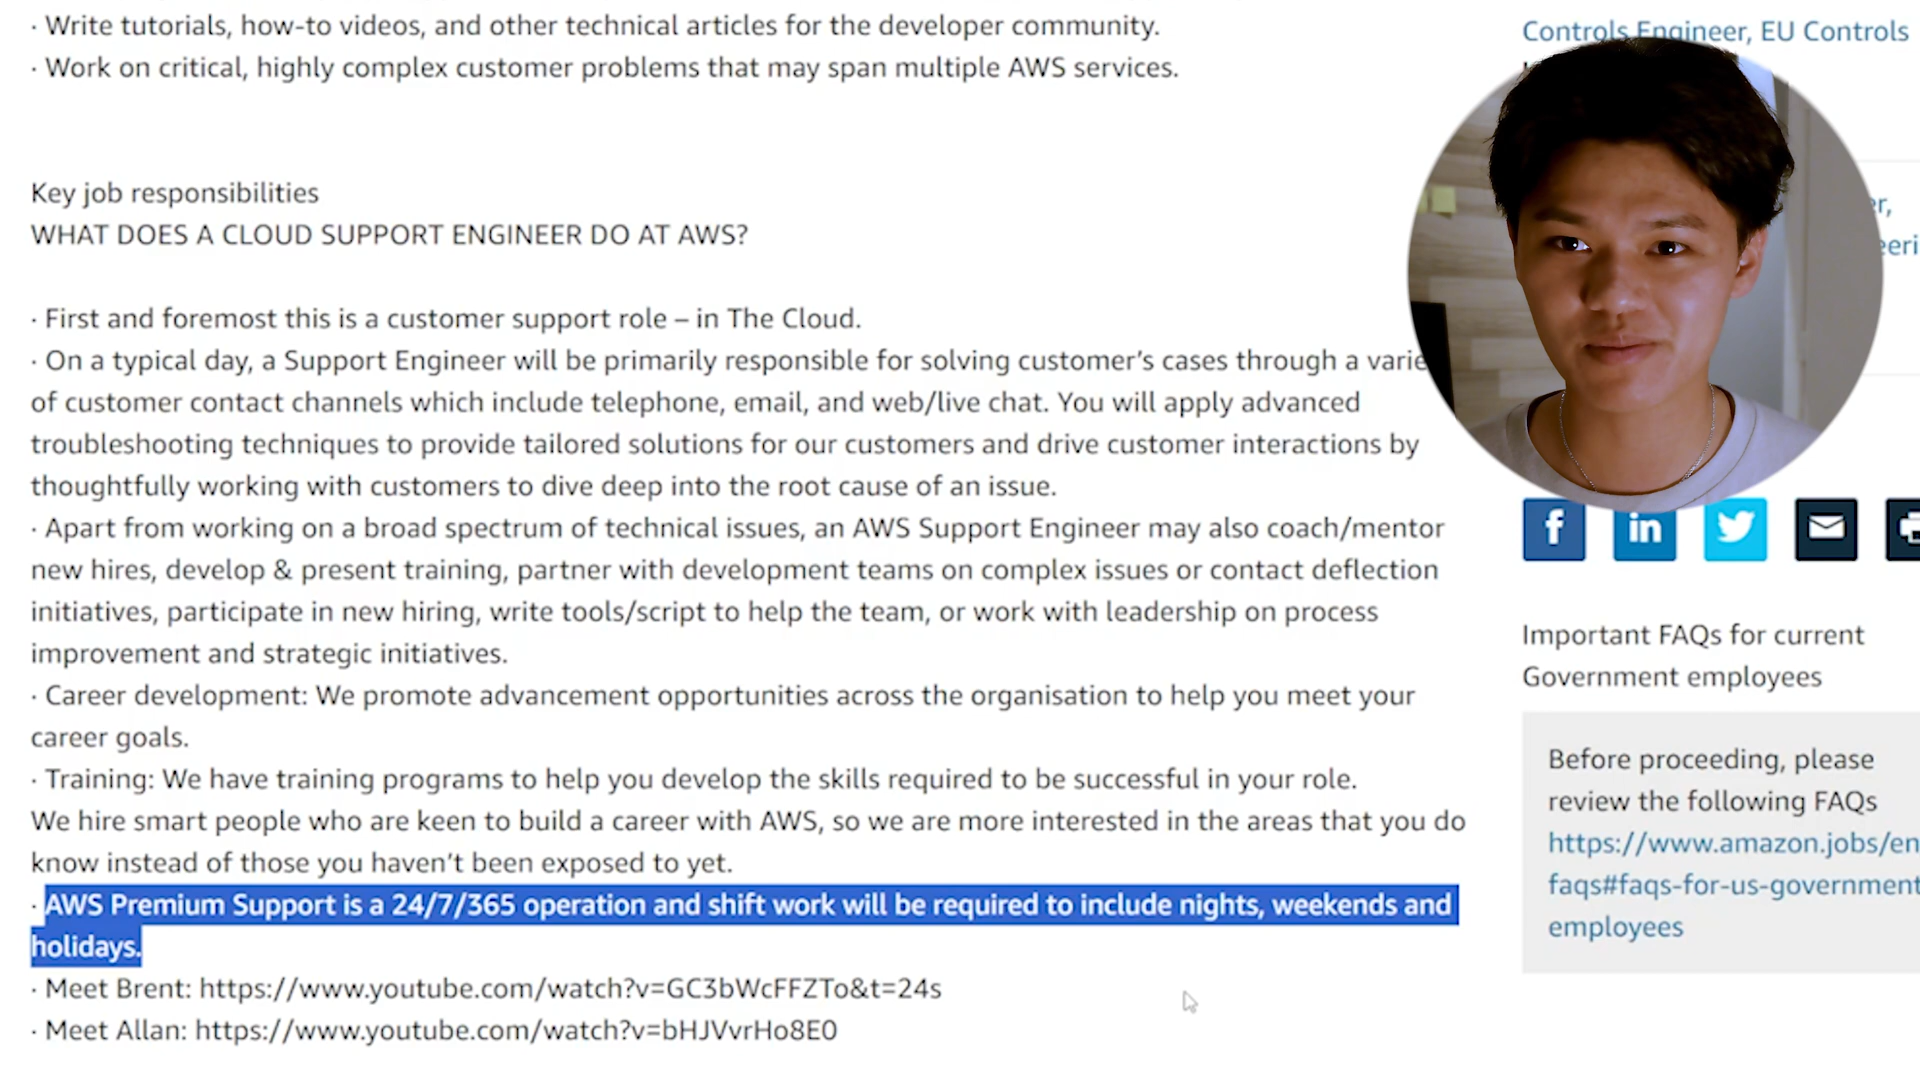 · Write tutorials, how-to videos, and other technical articles for the developer community.
· Work on critical, highly complex customer problems that may span multiple AWS services.
Key job responsibilities
WHAT DOES A CLOUD SUPPORT ENGINEER DO AT AWS?
· First and foremost this is a customer support role – in The Cloud.
· On a typical day, a Support Engineer will be primarily responsible for solving customer’s cases through a
of customer contact channels which include telephone, email, and web/live chat. You will apply advanced
troubleshooting techniques to provide tailored solutions for our customers and drive customer interactions by
thoughtfully working with customers to dive deep into the root cause of an issue.
· Apart from working on a broad spectrum of technical issues, an AWS Support Engineer may also coach/mentor
new hires, develop & present training, partner with development teams on complex issues or contact deflection
initiatives, participate in new hiring, write tools/script to help the team, or work with leadership on process
improvement and strategic initiatives.
· Career development: We promote advancement opportunities across the organisation to help you meet your
career goals.
· Training: We have training programs to help you develop the skills required to be successful in your role.
We hire smart people who are keen to build a career with AWS, so we are more interested in the areas that you do
know instead of those you haven’t been exposed to yet.
· AWS Premium Support is a 24/7/365 operation and shift work will be required to include nights, weekends and
holidays.
· Meet Brent: https://www.youtube.com/watch?v=GC3bWcFFZTo&t=24s
· Meet Allan: https://www.youtube.com/watch?v=bHJVvrHo8E0
Controls Engineer, EU Controls
f
in
Important FAQs for current
Government employees
Before proceeding, please
review the following FAQs
https://www.amazon.jobs/en
faqs#faqs-for-us-government
employees